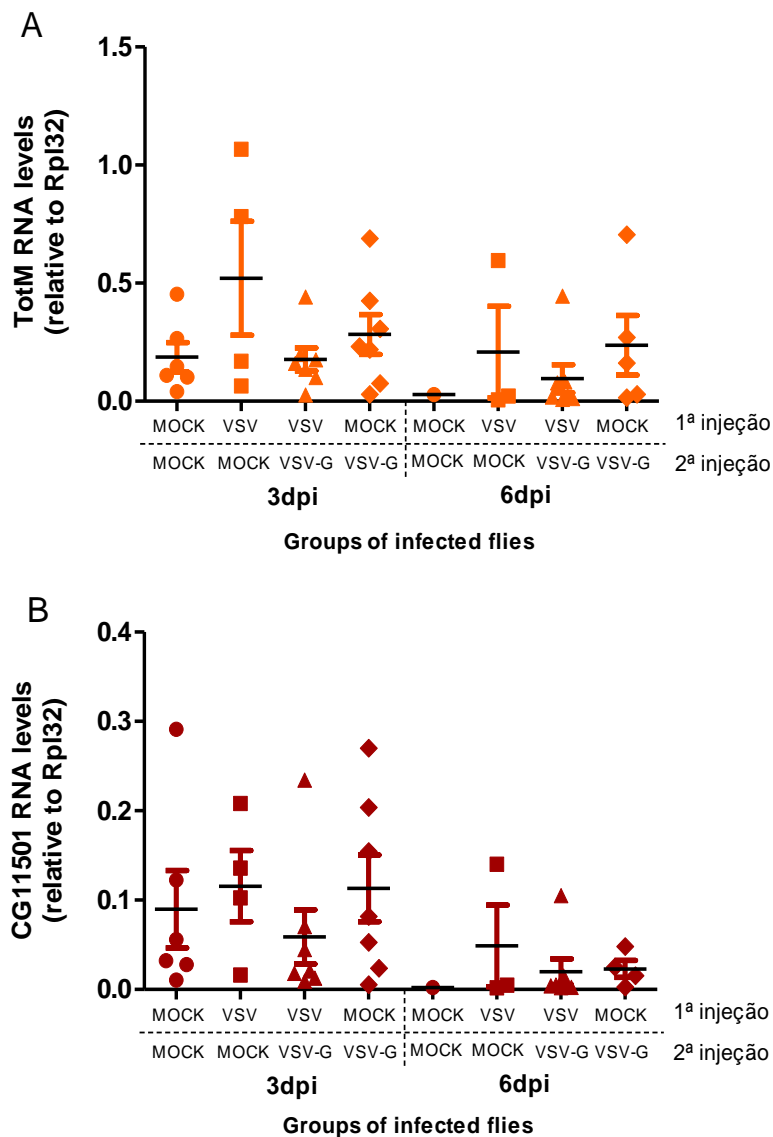 A
TotM RNA levels
(relative to Rpl32)
1.5
1.0
0.5
0.0
MOCK VSV VSV MOCK MOCK VSV VSV MOCK 1ª injeção
MOCK MOCK VSV-G VSV-G MOCK MOCK VSV-G VSV-G 2ª injeção
3dpi 6dpi
Groups of infected flies
B
CG11501 RNA levels
(relative to Rpl32)
0.4
0.3
0.2
0.1
0.0
MOCK VSV VSV MOCK MOCK VSV VSV MOCK 1ª injeção
MOCK MOCK VSV-G VSV-G MOCK MOCK VSV-G VSV-G 2ª injeção
3dpi 6dpi
Groups of infected flies